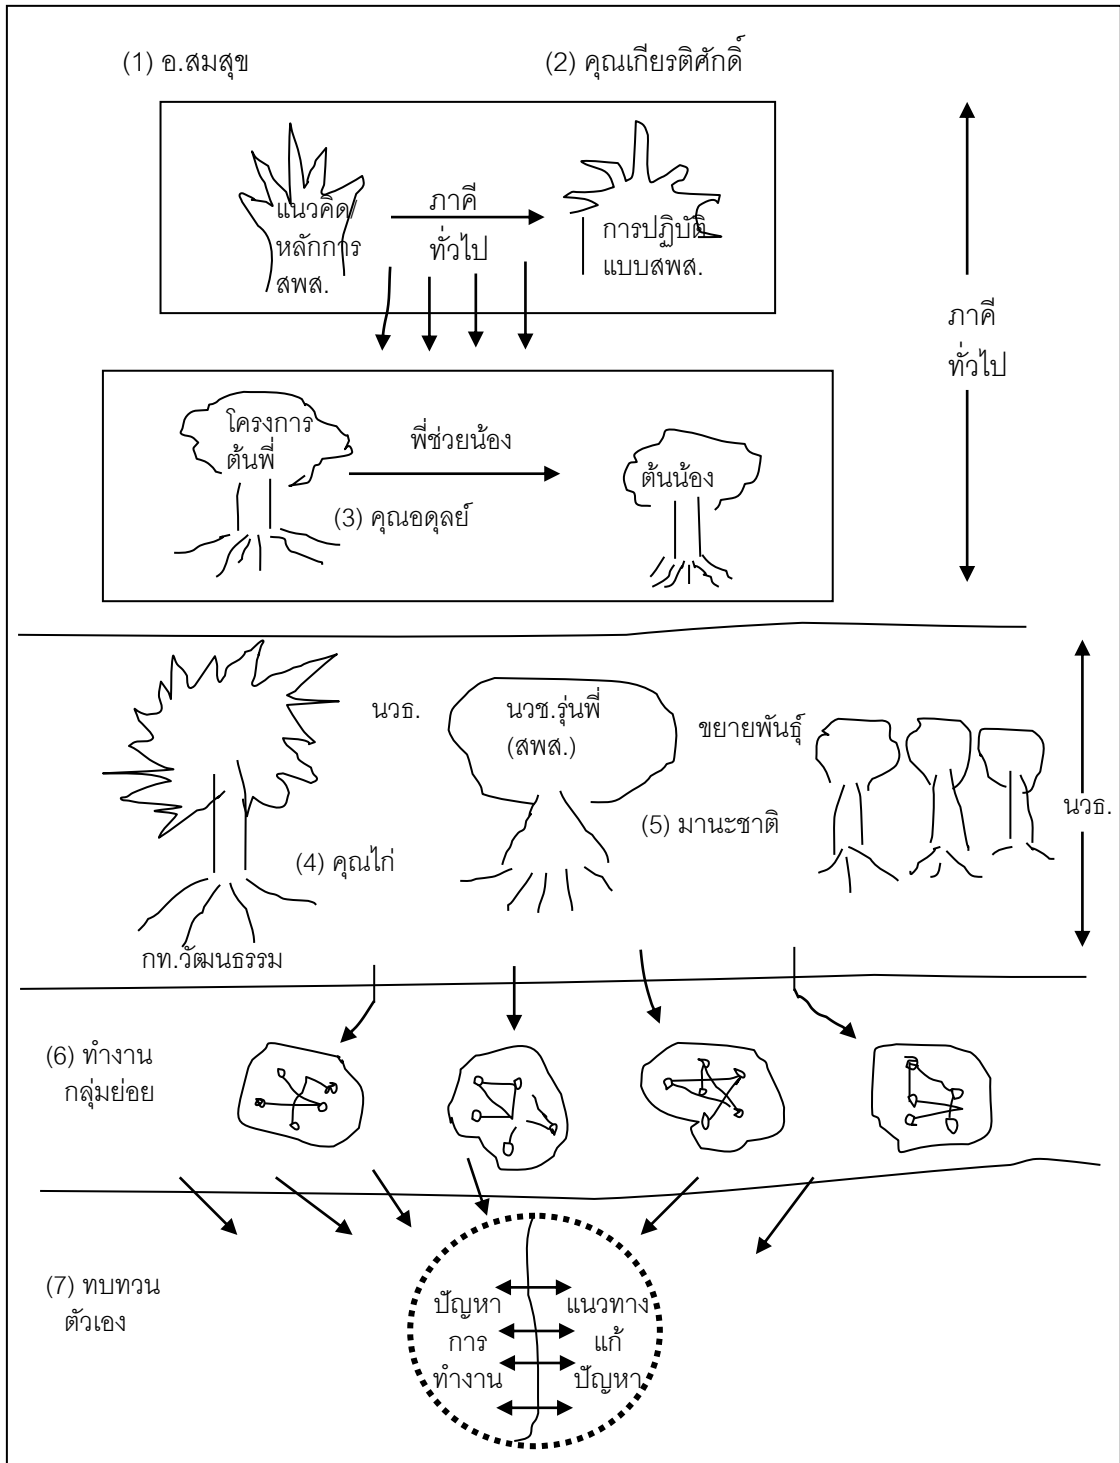 (1) อ.สมสุข
(2) คุณเกียรติศักดิ์
แนวคิด/
หลักการ
สพส.
ภาคี
ทั่วไป
การปฏิบัติ
แบบสพส.
ภาคี
ทั่วไป
โครงการ
ต้นพี่
พี่ช่วยน้อง
(3) คุณอดุลย์
ต้นน้อง
นวธ.
นวช.รุ่นพี่
(สพส.)
ขยายพันธุ์
นวธ.
(4) คุณไก่
(5) มานะชาติ
กท.วัฒนธรรม
(6) ทำงาน
กลุ่มย่อย
(7) ทบทวน
ตัวเอง
ปัญหา
การ
ทำงาน
แนวทาง
แก้
ปัญหา